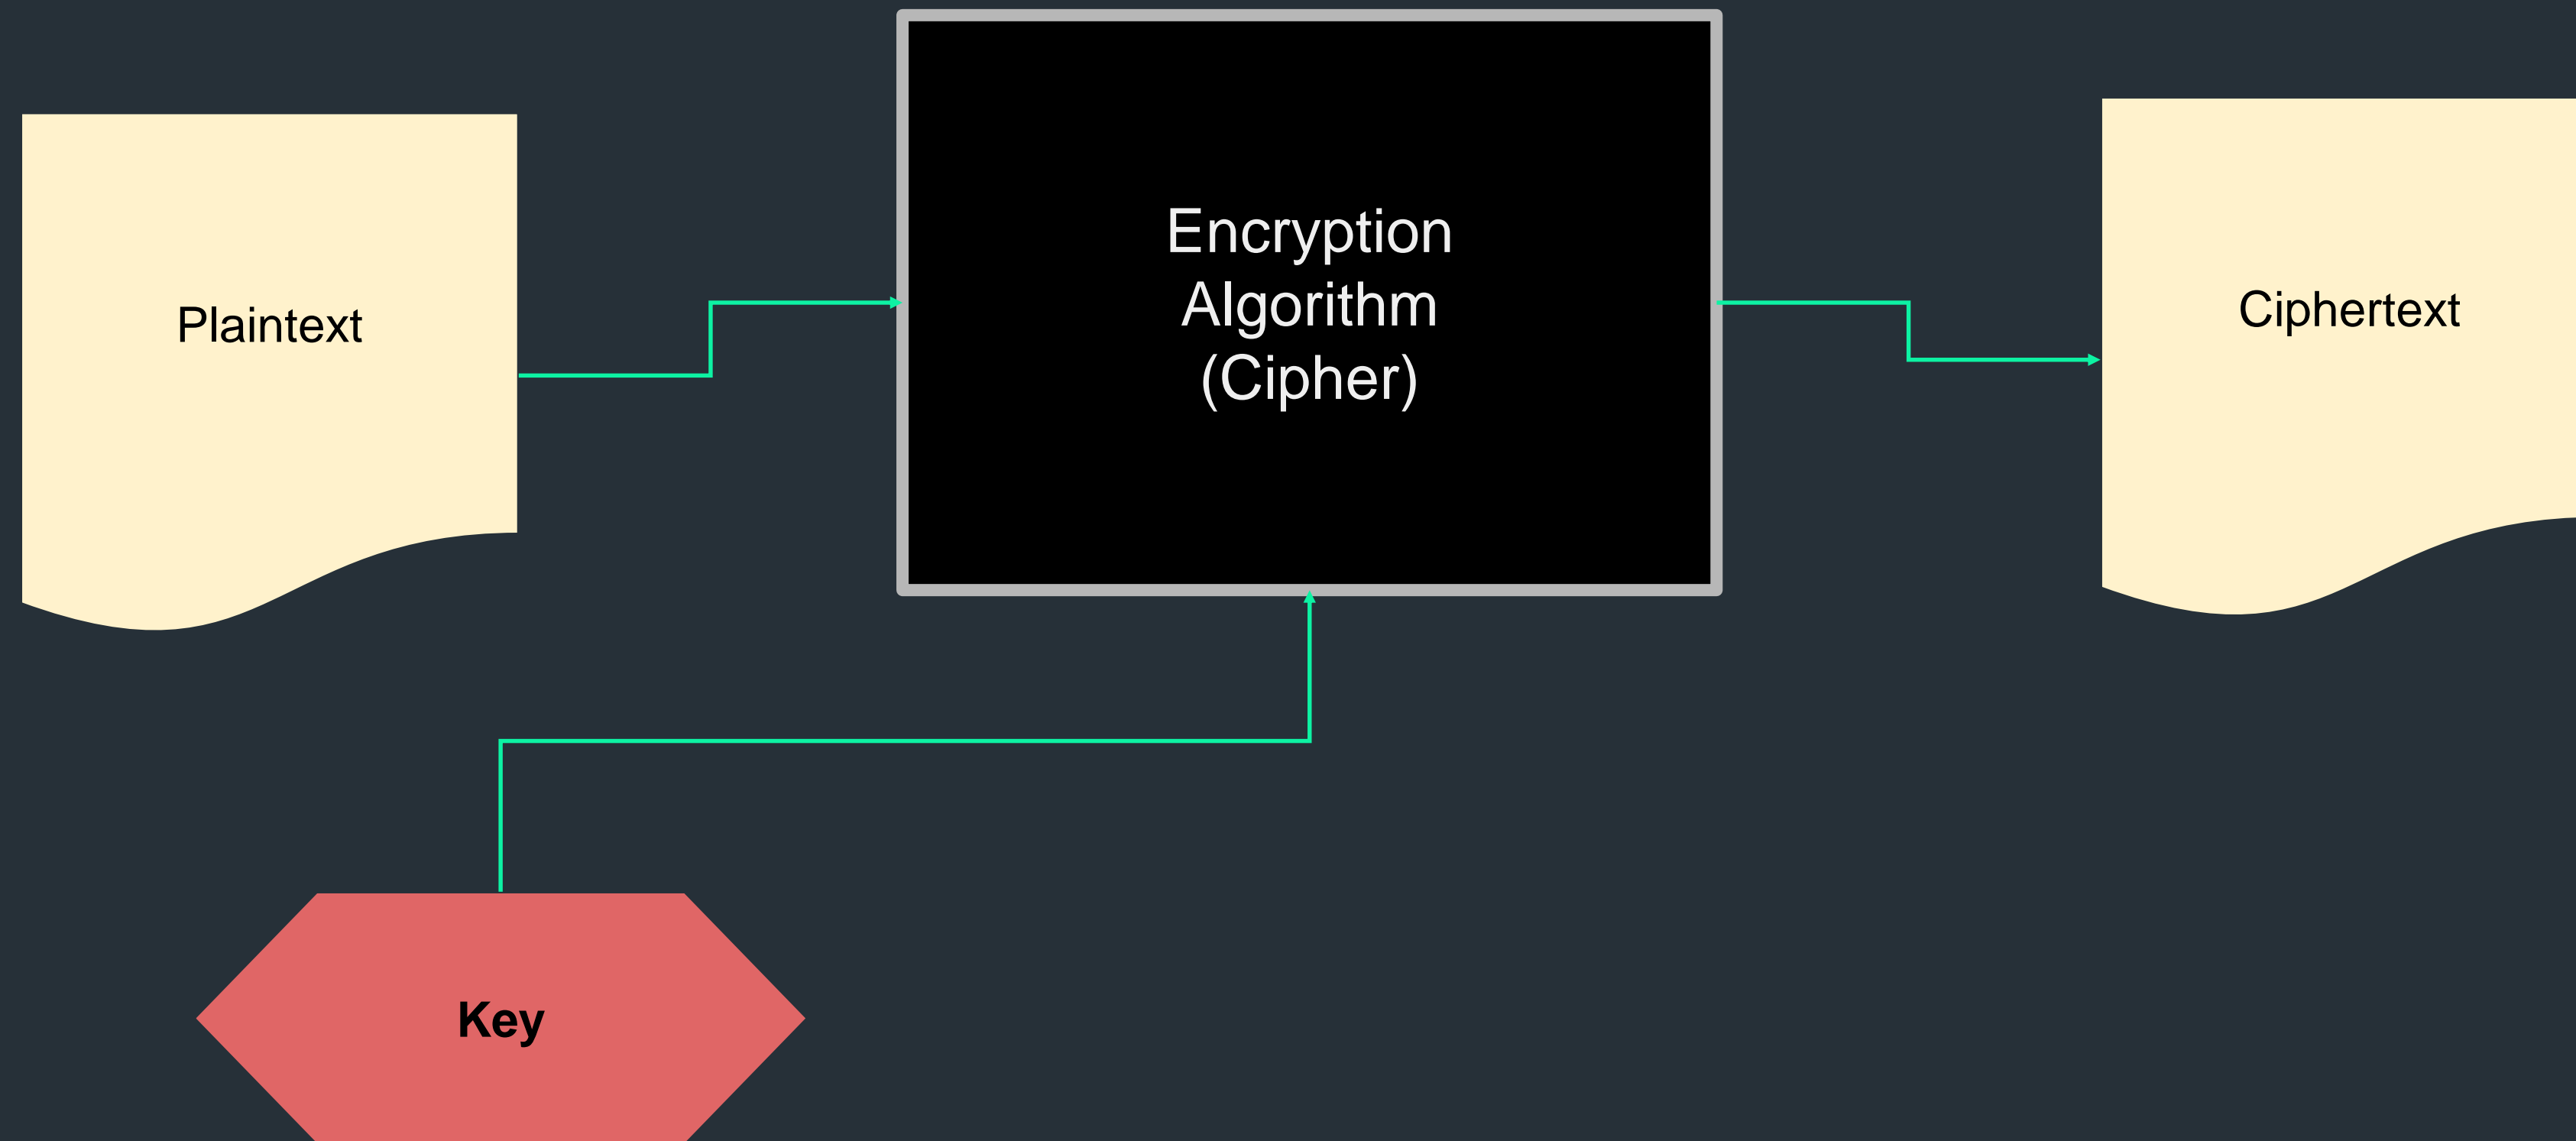 Plaintext
Encryption
Algorithm
(Cipher)
Ciphertext
Key